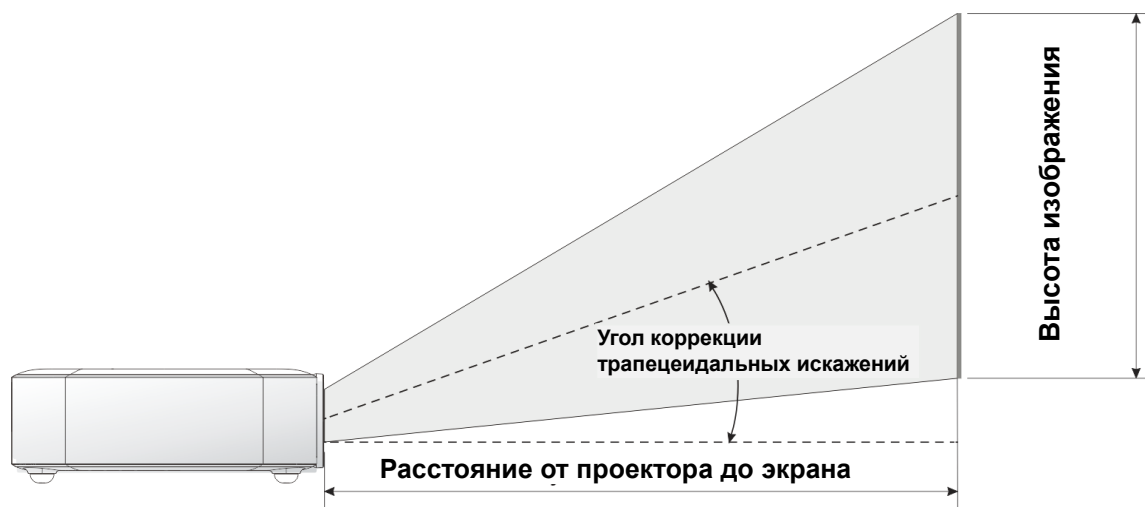 Высота изображения
Угол коррекции
трапецеидальных искажений
Расстояние от проектора до экрана